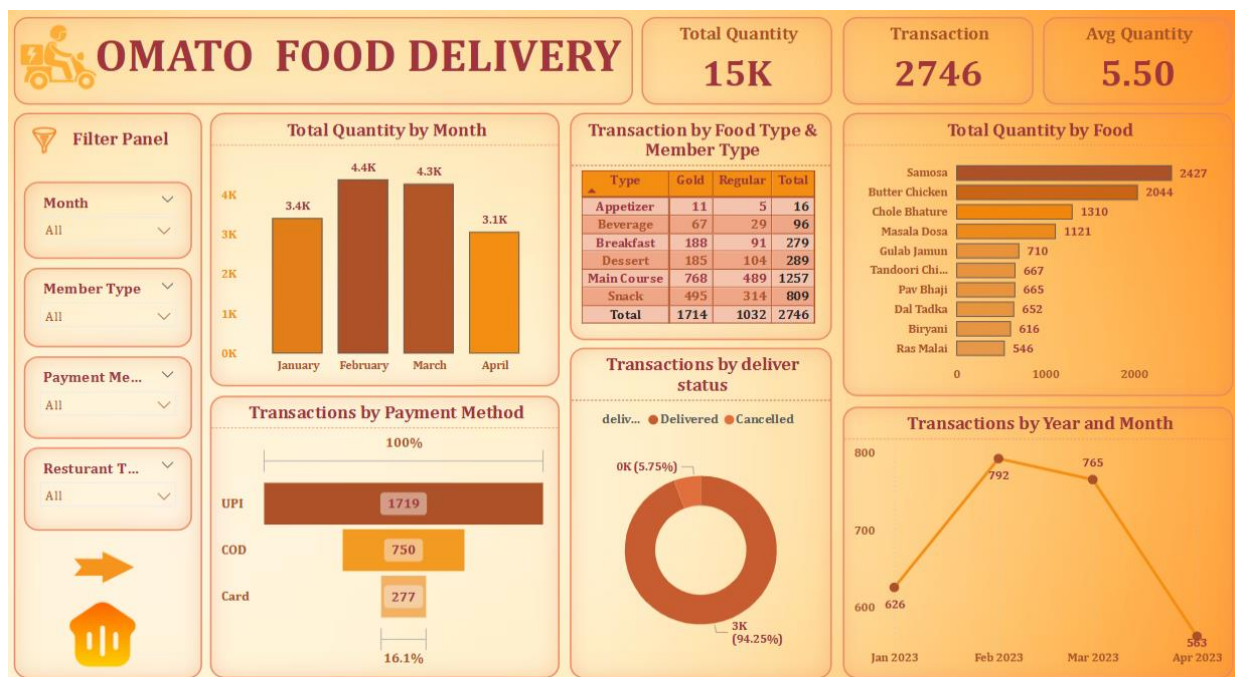 OMATO FOOD DELIVERY
Total Quantity
15K
Transaction
2746
Avg Quantity
5.50
Filter Panel
Month
All
Member Type
All
Payment Me...
All
Resturant T...
All
Total Quantity by Month
4K
3K
2K
1K
0K
3.4K
4.4K
4.3K
3.1K
January February March April
Transactions by Payment Method
100%
UPI 1719
COD 750
Card 277
16.1%
Transaction by Food Type &
Member Type
Type Gold Regular Total
Appetizer 11 5 16
Beverage 67 29 96
Breakfast 188 91 279
Dessert 185 104 289
Main Course 768 489 1257
Snack 495 314 809
Total 1714 1032 2746
Transactions by deliver
status
deliv... Delivered Cancelled
0K (5.75%)
3K
(94.25%)
Total Quantity by Food
Samosa 2427
Butter Chicken 2044
Chole Bhature 1310
Masala Dosa 1121
Gulab Jamun 710
Tandoori Chi... 667
Pav Bhaji 665
Dal Tadka 652
Biryani 616
Ras Malai 546
0 1000 2000
Transactions by Year and Month
800
700
600
626
792
765
563
Jan 2023 Feb 2023 Mar 2023 Apr 2023